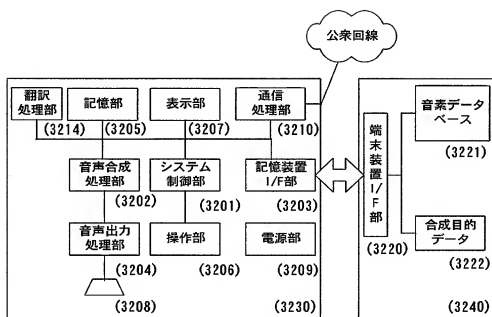 公衆回線
翻訳
処理部
(3214)
記憶部
(3205)
表示部
(3207)
通信
処理部
(3210)
音声合成
処理部
(3202)
システム
制御部
(3201)
記憶装置
I/F部
(3203)
音声出力
処理部
(3204)
操作部
(3206)
電源部
(3209)
(3208)
(3230)
端末装置I/F部
(3220)
音素データ
ベース
(3221)
合成目的
データ
(3222)
(3240)